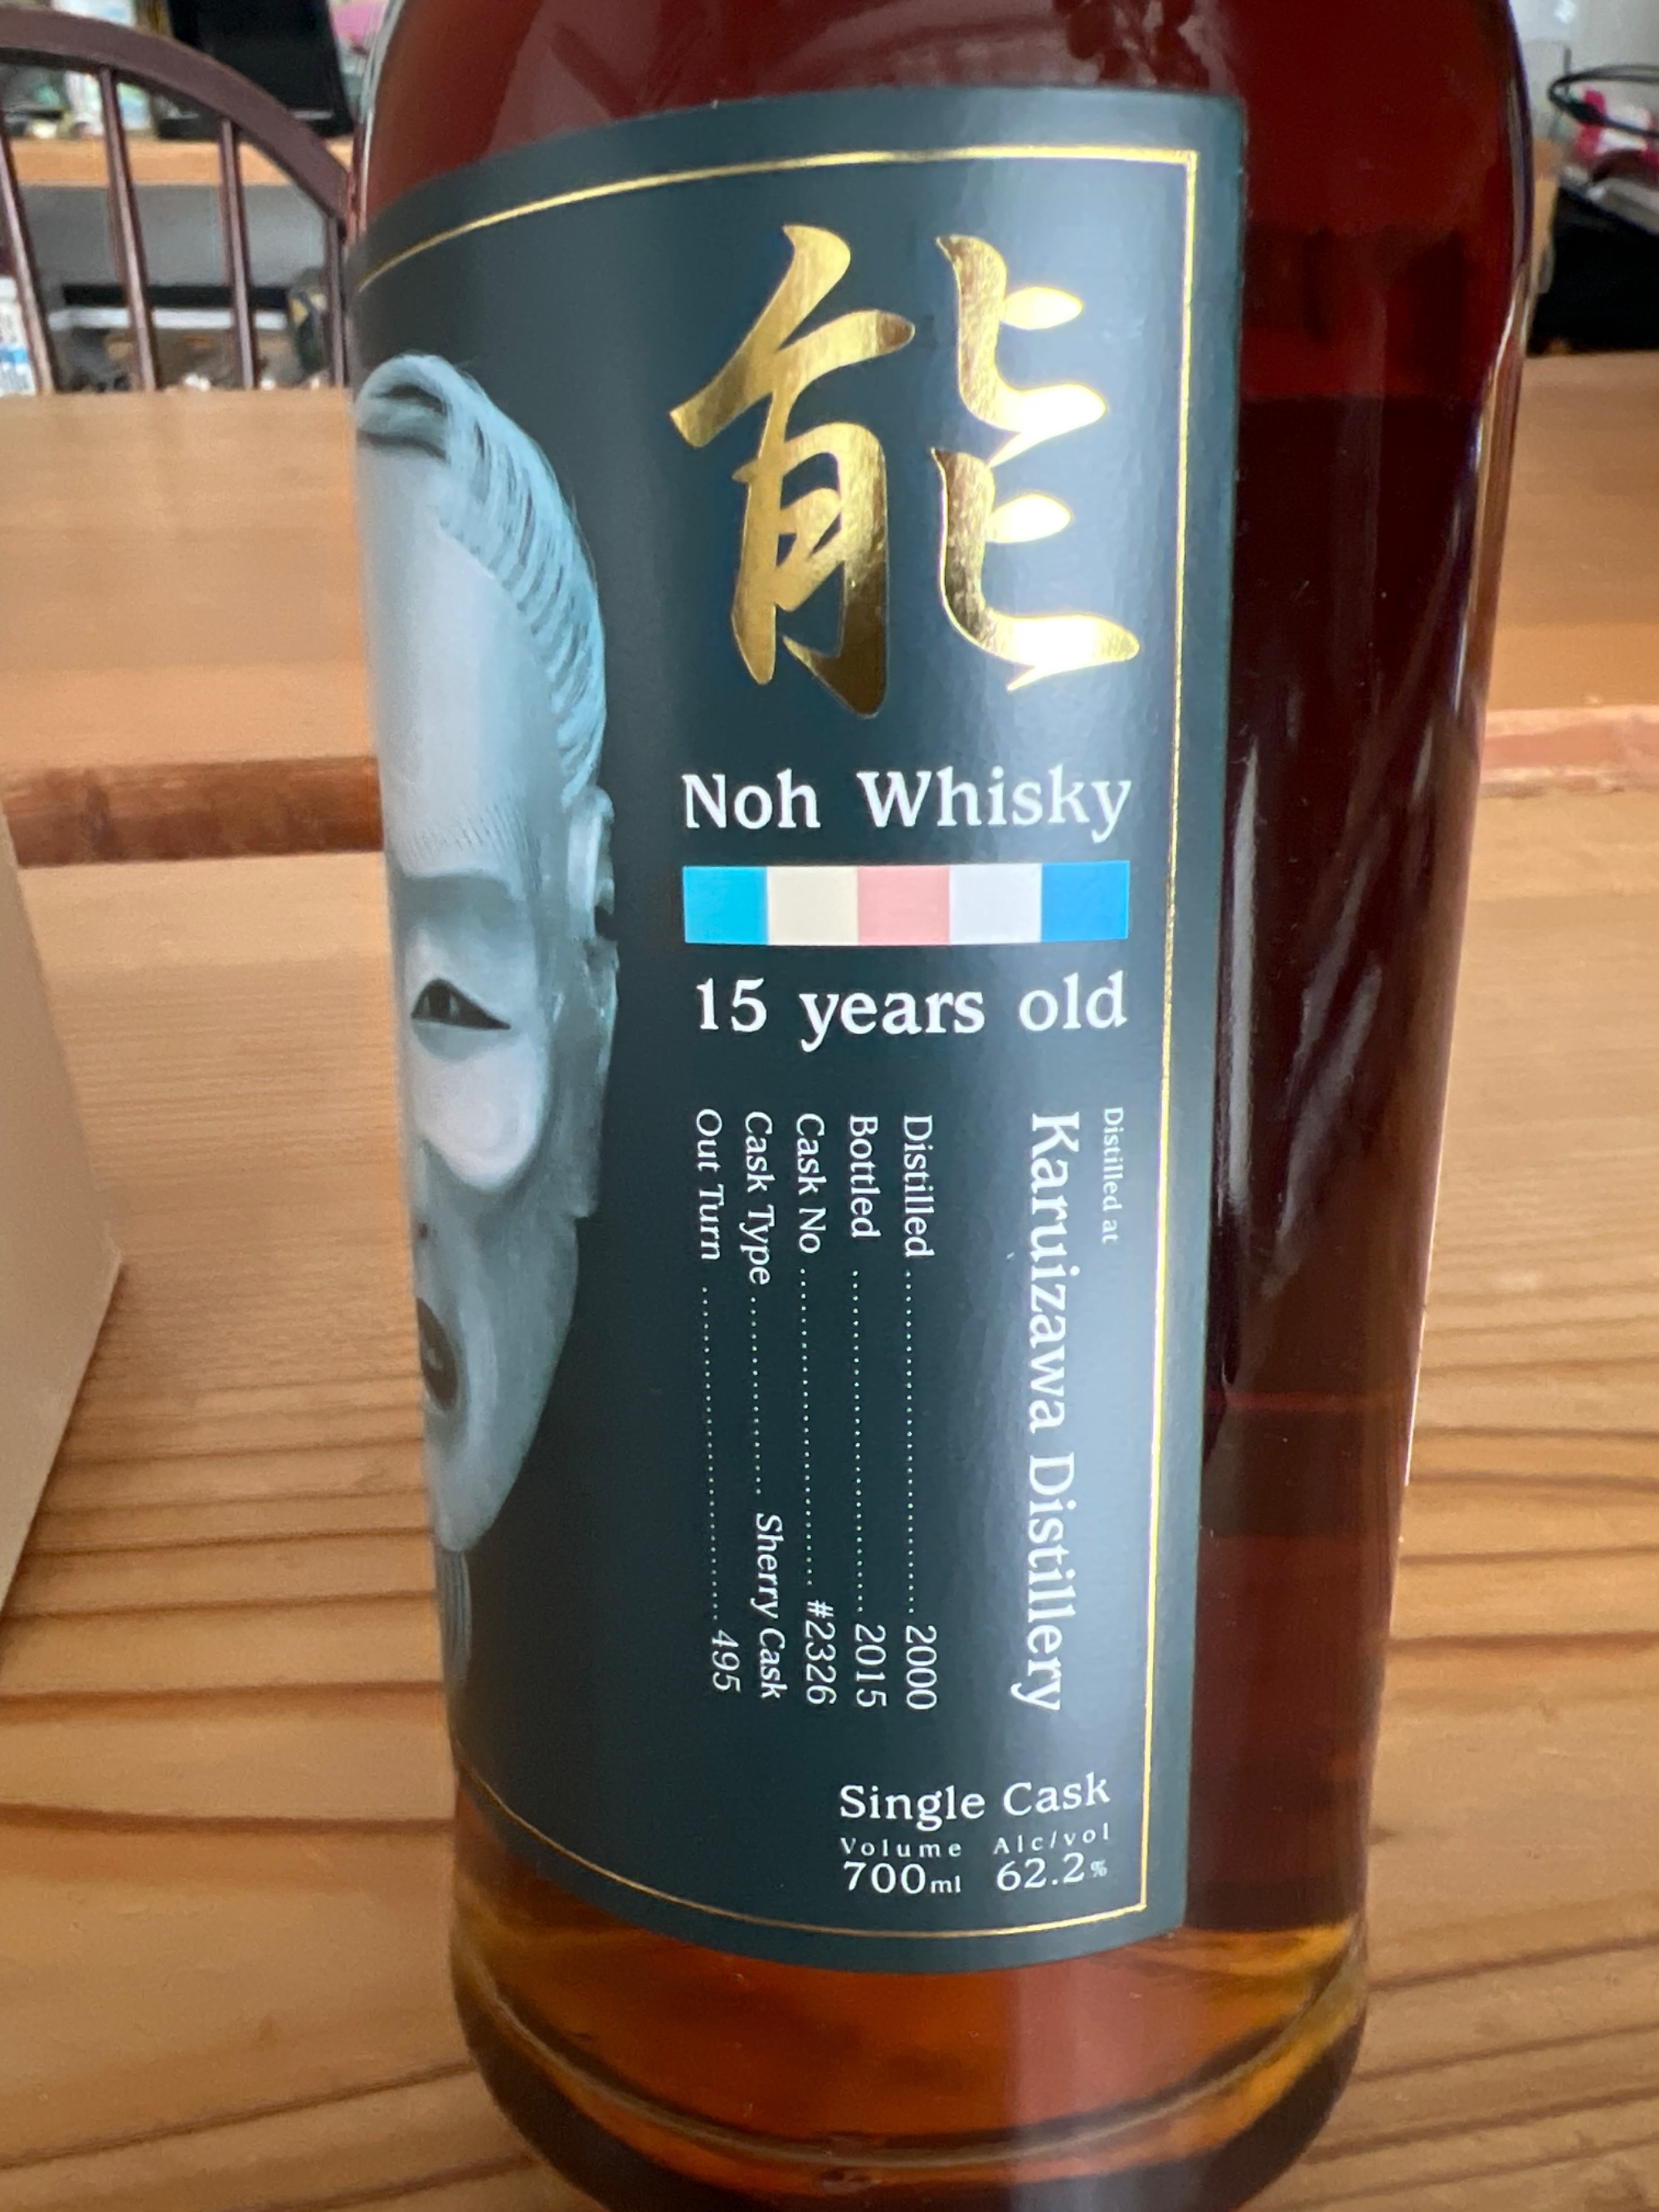 能
Noh Whisky
15 years old
Distilled at
Karuizawa Distillery
Distilled ........................................ 2000
Bottled ........................................ 2015
Cask No ................................... #2326
Cask Type .................... Sherry Cask
Out Turn ...................................... 495
Single Cask
Volume Alc/vol
700ml 62.2%